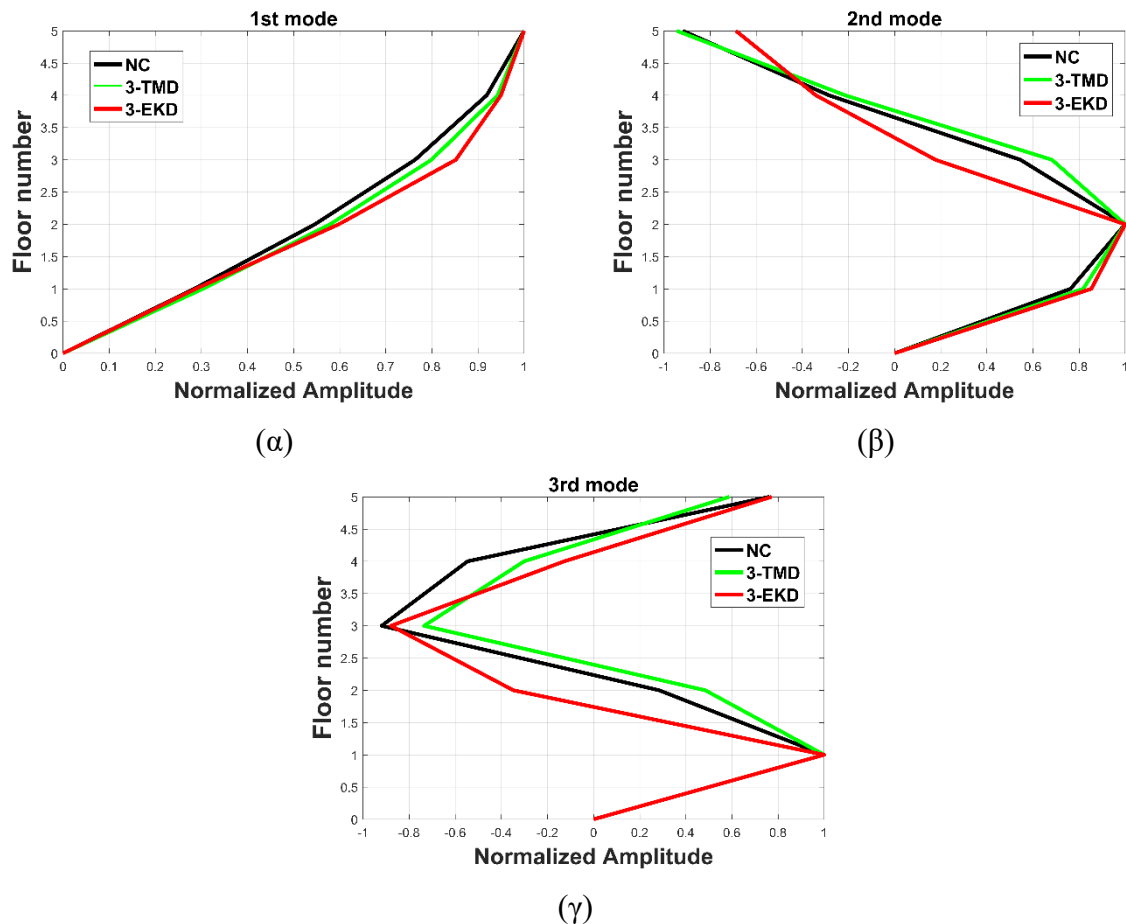 1st mode
NC
3-TMD
3-EKD
Floor number
5
4.5
4
3.5
3
2.5
2
1.5
1
0.5
0
0 0.1 0.2 0.3 0.4 0.5 0.6 0.7 0.8 0.9 1
Normalized Amplitude
(α)
2nd mode
NC
3-TMD
3-EKD
Floor number
5
4.5
4
3.5
3
2.5
2
1.5
1
0.5
0
-1 -0.8 -0.6 -0.4 -0.2 0 0.2 0.4 0.6 0.8 1
Normalized Amplitude
(β)
3rd mode
NC
3-TMD
3-EKD
Floor number
5
4.5
4
3.5
3
2.5
2
1.5
1
0.5
0
-1 -0.8 -0.6 -0.4 -0.2 0 0.2 0.4 0.6 0.8 1
Normalized Amplitude
(γ)